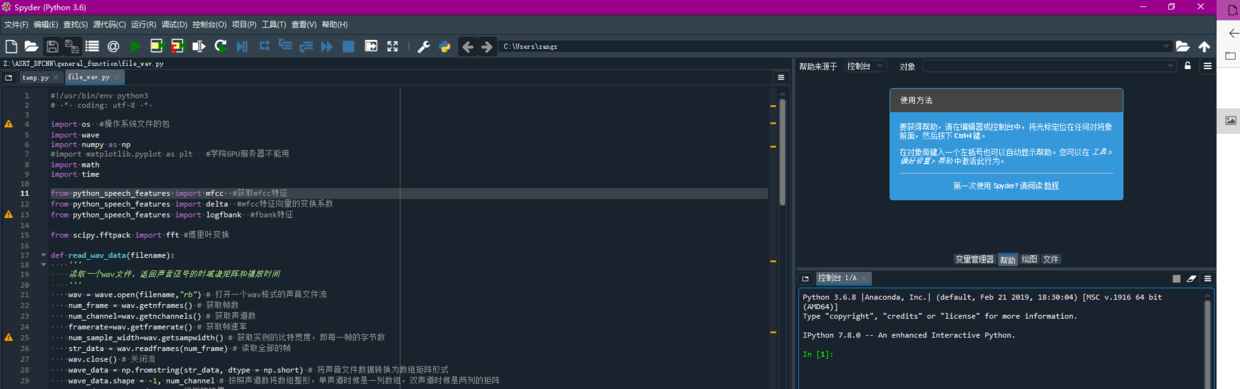 Spyder (Python 3.6)
文件(F) 编辑(E) 查找(S) 源代码(C) 运行(R) 调试(D) 控制台(O) 项目(P) 工具(T) 查看(V) 帮助(H)
C:\Users\rangr
Z:\ASRT_DFCNN\general_function\file_wav.py
temp.py file_wav.py
1 #!/usr/bin/env python3
2 # -*- coding: utf-8 -*-
3
4 import os #操作系统文件的包
5 import wave
6 import numpy as np
7 #import matplotlib.pyplot as plt #学院GPU服务器不能用
8 import math
9 import time
10
11 from python_speech_features import mfcc #获取mfcc特征
12 from python_speech_features import delta #mfcc特征向量的变换系数
13 from python_speech_features import logfbank #fbank特征
14
15 from scipy.fftpack import fft #傅里叶变换
16
17 def read_wav_data(filename):
18 '''
19 读取一个wav文件，返回声音信号的时域谱矩阵和播放时间
20 '''
21 wav = wave.open(filename,"rb") # 打开一个wav格式的声音文件流
22 num_frame = wav.getnframes() # 获取帧数
23 num_channel=wav.getnchannels() # 获取声道数
24 framerate=wav.getframerate() # 获取帧速率
25 num_sample_width=wav.getsampwidth() # 获取实例的比特宽度，即每一帧的字节数
26 str_data = wav.readframes(num_frame) # 读取全部的帧
27 wav.close() # 关闭流
28 wave_data = np.fromstring(str_data, dtype = np.short) # 将声音文件数据转换为数组矩阵形式
29 wave_data.shape = -1, num_channel # 按照声道数将数组整形，单声道时候是一列数组，双声道时候是两列的矩阵
帮助来源于 控制台 对象
使用方法
要获得帮助，请在编辑器或控制台中，将光标定位在任何对将象
前面，然后按下 Ctrl+I 键。
在对象旁键入一个左括号也可以自动显示帮助。您可以在 工具 >
偏好设置 > 帮助 中激活此行为。
第一次使用 Spyder? 请阅读 教程
变量管理器 帮助 绘图 文件
控制台 1/A
Python 3.6.8 |Anaconda, Inc.| (default, Feb 21 2019, 18:30:04) [MSC v.1916 64 bit
(AMD64)]
Type "copyright", "credits" or "license" for more information.
IPython 7.8.0 -- An enhanced Interactive Python.
In [1]: